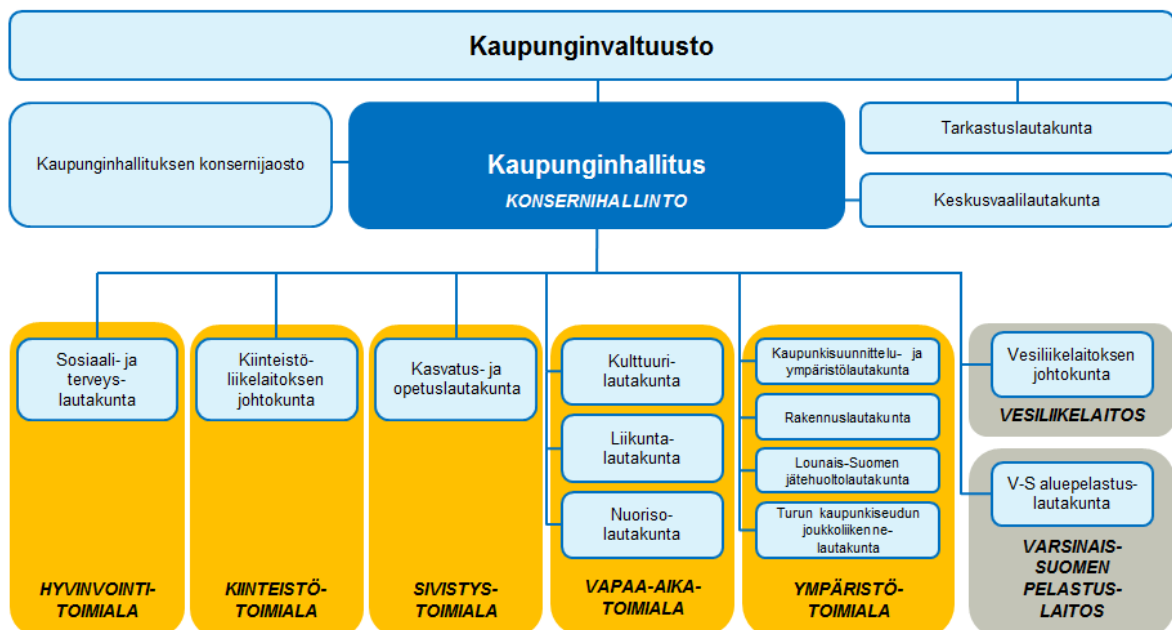 Kaupunginvaltuusto
Kaupunginhallituksen konsernijaosto
Kaupunginhallitus
KONSERNIHALLINTO
Tarkastuslautakunta
Keskusvaalilautakunta
Sosiaali- ja
terveys-
lautakunta
HYVINVOINTI-
TOIMIALA
Kiinteistö-
liikelaitoksen
johtokunta
KIINTEISTÖ-
TOIMIALA
Kasvatus- ja
opetuslautakunta
SIVISTYS-
TOIMIALA
Kulttuuri-
lautakunta
Liikunta-
lautakunta
Nuoriso-
lautakunta
VAPAA-AIKA-
TOIMIALA
Kaupunkisuunnittelu- ja
ympäristölautakunta
Rakennuslautakunta
Lounais-Suomen
jätehuoltolautakunta
Turun kaupunkiseudun
joukkoliikenne-
lautakunta
YMPÄRISTÖ-
TOIMIALA
Vesiliikelaitoksen
johtokunta
VESILIIKELAITOS
V-S aluepelastus-
lautakunta
VARSINAIS-
SUOMEN
PELASTUS-
LAITOS